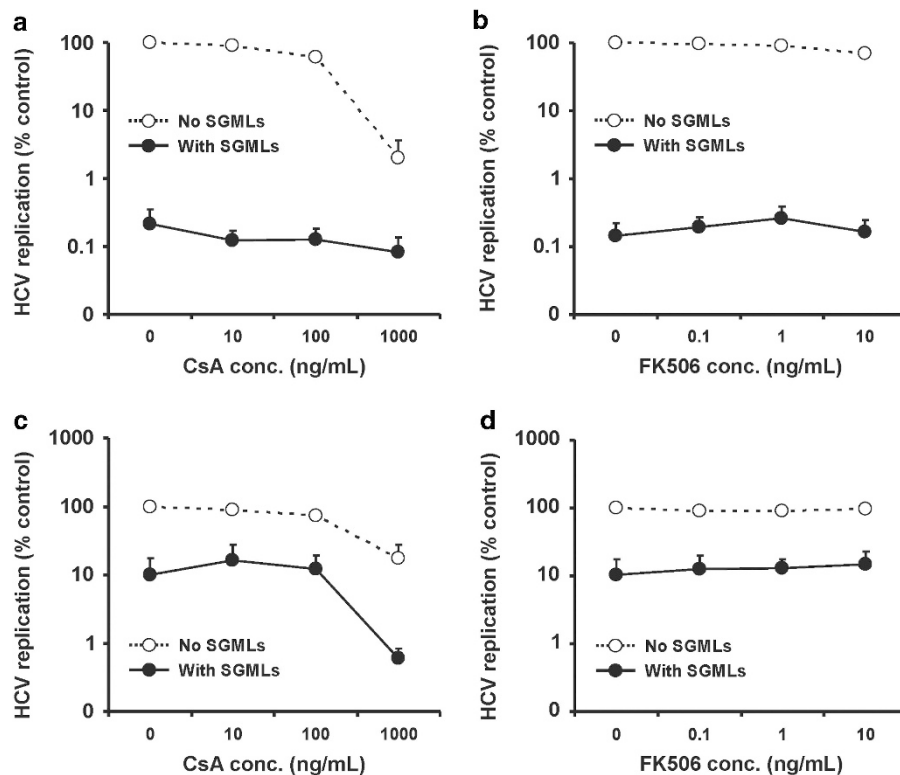 a
HCV replication (% control)
100
10
1
0.1
0
No SGMLs
With SGMLs
0 10 100 1000
CsA conc. (ng/mL)
b
HCV replication (% control)
100
10
1
0.1
0
No SGMLs
With SGMLs
0 0.1 1 10
FK506 conc. (ng/mL)
c
HCV replication (% control)
1000
100
10
1
0
No SGMLs
With SGMLs
0 10 100 1000
CsA conc. (ng/mL)
d
HCV replication (% control)
1000
100
10
1
0
No SGMLs
With SGMLs
0 0.1 1 10
FK506 conc. (ng/mL)